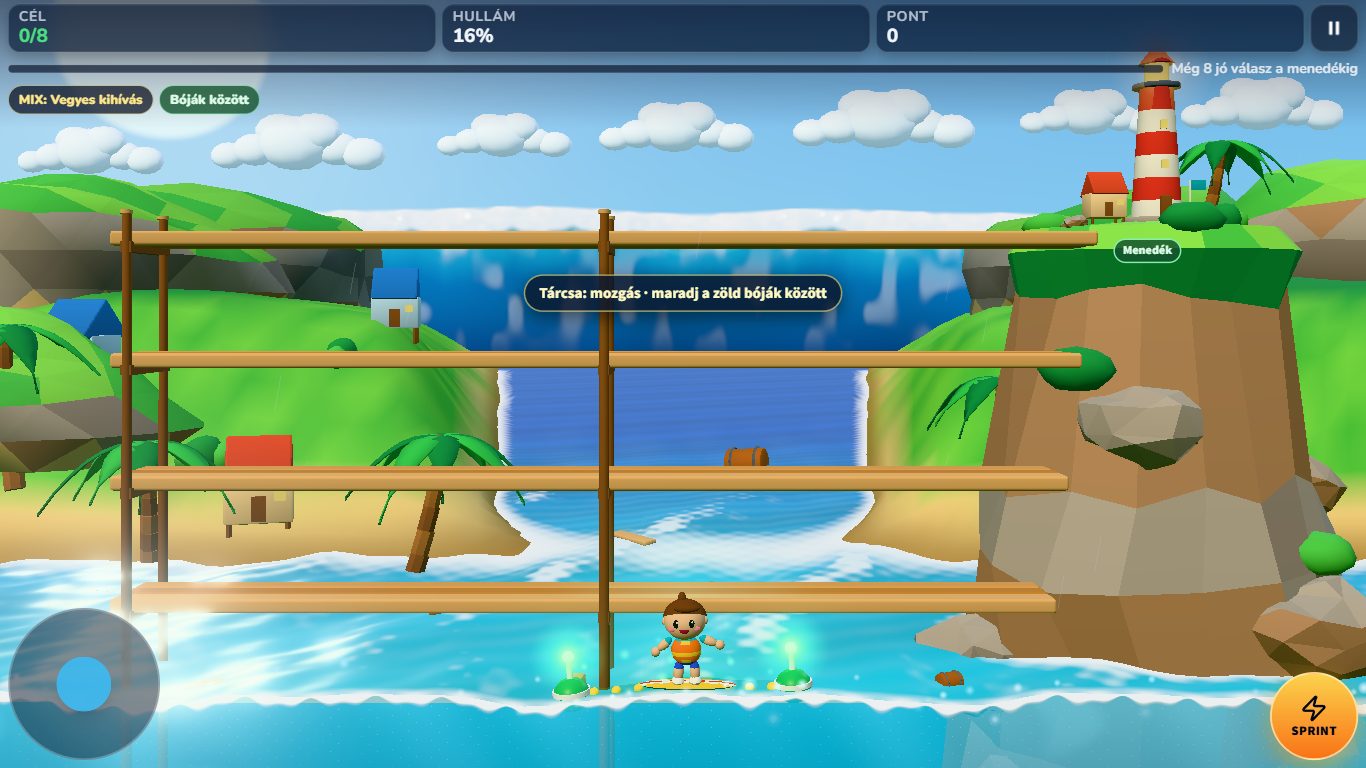 CÉL
0/8
HULLÁM
16%
PONT
0
Még 8 jó válasz a menedékig
MIX: Vegyes kihívás
Bóják között
Menedék
Tárcsa: mozgás • maradj a zöld bóják között
SPRINT